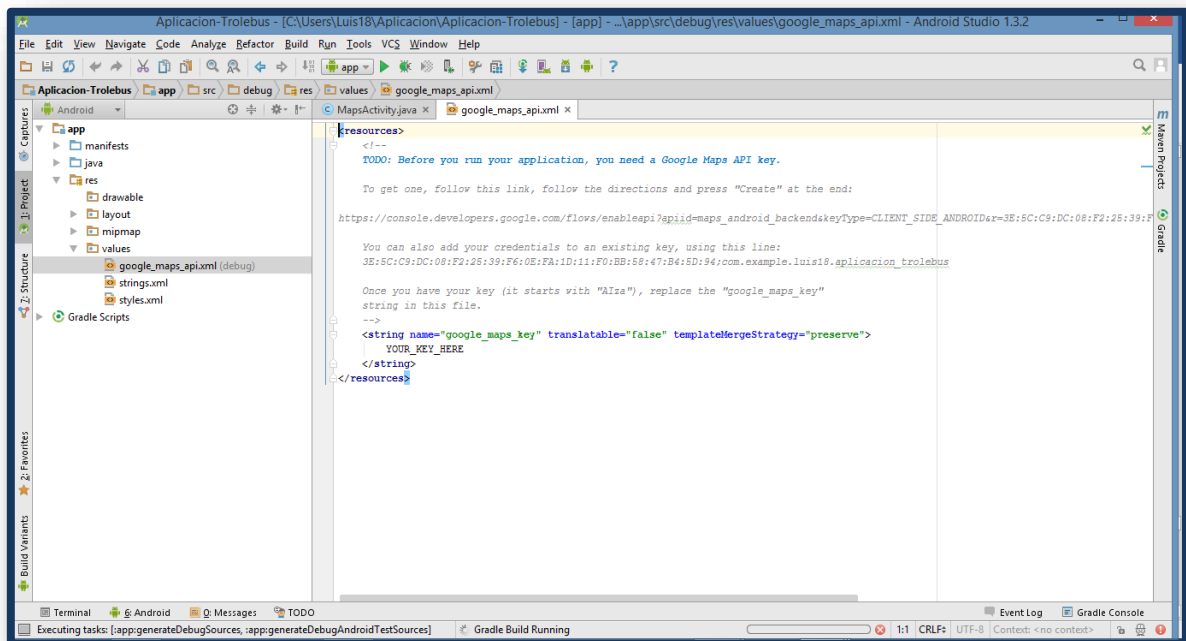 Aplicacion-Trolebus - [C:\Users\Luis18\Aplicacion\Aplicacion-Trolebus] - [app] - ...\app\src\debug\res\values\google_maps_api.xml - Android Studio 1.3.2
File Edit View Navigate Code Analyze Refactor Build Run Tools VCS Window Help
app
Aplicacion-Trolebus app src debug res values google_maps_api.xml
Android
MapsActivity.java × google_maps_api.xml ×
Captures
1: Project
7: Structure
2: Favorites
Build Variants
app
manifests
java
res
drawable
layout
mipmap
values
google_maps_api.xml (debug)
strings.xml
styles.xml
Gradle Scripts
<resources>
<!--
TODO: Before you run your application, you need a Google Maps API key.
To get one, follow this link, follow the directions and press "Create" at the end:
https://console.developers.google.com/flows/enableapi?apiid=maps_android_backend&keyType=CLIENT_SIDE_ANDROID&r=3E:5C:C9:DC:08:F2:25:39:F
You can also add your credentials to an existing key, using this line:
3E:5C:C9:DC:08:F2:25:39:F6:0E:FA:1D:11:F0:BB:58:47:B4:5D:94;com.example.luis18.aplicacion_trolebus
Once you have your key (it starts with "AIza"), replace the "google_maps_key"
string in this file.
-->
<string name="google_maps_key" translatable="false" templateMergeStrategy="preserve">
YOUR_KEY_HERE
</string>
</resources>
m Maven Projects
Gradle
Terminal 6: Android 0: Messages TODO Event Log Gradle Console
Executing tasks: [:app:generateDebugSources, :app:generateDebugAndroidTestSources] Gradle Build Running 1:1 CRLF÷ UTF-8 Context: <no context>